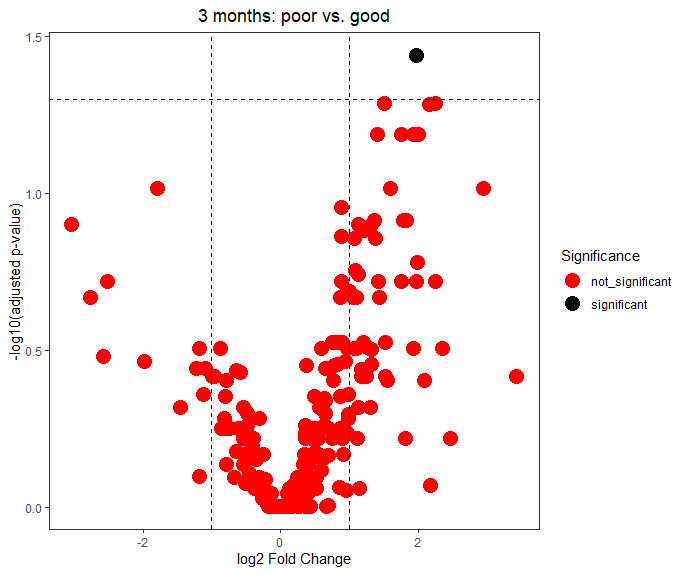 3 months: poor vs. good
1.5
1.0
0.5
0.0
-log10(adjusted p-value)
-2
0
2
log2 Fold Change
Significance
not_significant
significant